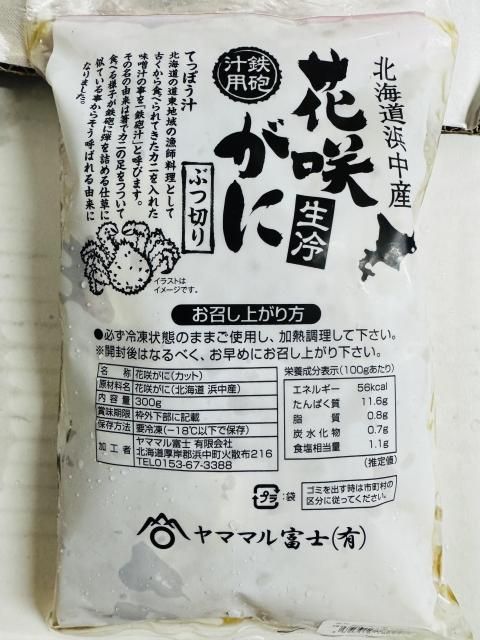 北海道浜中産
花咲がに
生冷
鉄砲汁用
ぶつ切り
てっぽう汁
北海道の道東地域の漁師料理として
古くから食べられてきたカニを入れた
味噌汁の事を「鉄砲汁」と呼びます。
その名の由来は箸でカニの足をつついて
食べる様子が鉄砲に弾を詰める仕草に
似ている事からそう呼ばれる由来に
なりました。
イラストは
イメージです。
お召し上がり方
●必ず冷凍状態のままご使用し、加熱調理して下さい。
※開封後はなるべく、お早めにお召し上がり下さい。
名称 花咲がに(カット)
原材料名 花咲がに(北海道 浜中産)
内容量 300g
賞味期限 枠外下部に記載
保存方法 要冷凍(−18℃以下で保存)
加工者 ヤママル富士 有限会社
北海道厚岸郡浜中町火散布216
TEL0153-67-3388
栄養成分表示(100gあたり)
エネルギー 56kcal
たんぱく質 11.6g
脂質 0.8g
炭水化物 0.7g
食塩相当量 1.1g
(推定値)
プラ :袋
ゴミを出す時は市町村の
区分に従ってください。
ヤママル富士(有)